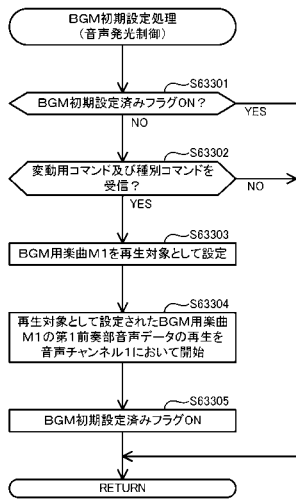 BGM初期設定処理
(音声発光制御)
S63301
BGM初期設定済みフラグON?
YES
NO
S63302
変動用コマンド及び種別コマンドを
受信?
NO
YES
S63303
BGM用楽曲M1を再生対象として設定
S63304
再生対象として設定されたBGM用楽曲
M1の第1前奏部音声データの再生を
音声チャンネル1において開始
S63305
BGM初期設定済みフラグON
RETURN